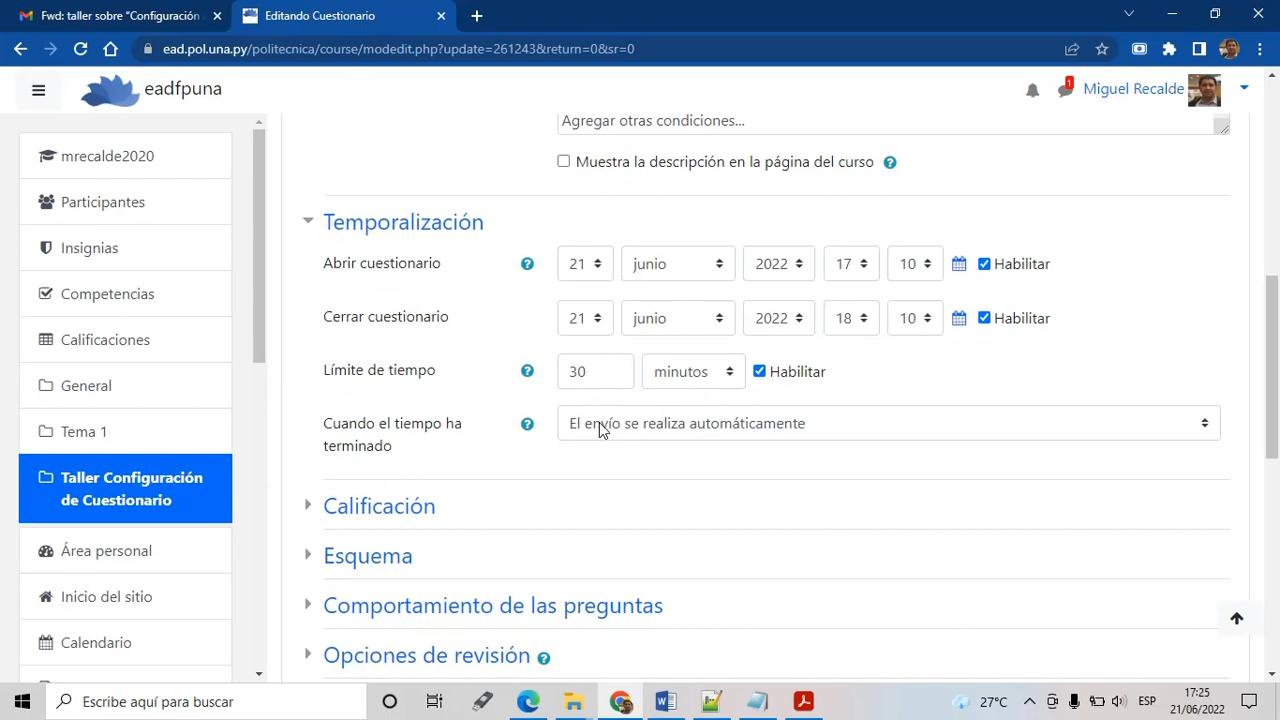 Fwd: taller sobre "Configuración
Editando Cuestionario
ead.pol.una.py/politecnica/course/modedit.php?update=261243&return=0&sr=0
eadfpuna
1
Miguel Recalde
mrecalde2020
Participantes
Insignias
Competencias
Calificaciones
General
Tema 1
Taller Configuración
de Cuestionario
Área personal
Inicio del sitio
Calendario
Agregar otras condiciones...
Muestra la descripción en la página del curso
Temporalización
Abrir cuestionario
21 junio 2022 17 10 Habilitar
Cerrar cuestionario
21 junio 2022 18 10 Habilitar
Límite de tiempo
30 minutos Habilitar
Cuando el tiempo ha
terminado
El envío se realiza automáticamente
Calificación
Esquema
Comportamiento de las preguntas
Opciones de revisión
Escribe aquí para buscar
27°C
ESP
17:25
21/06/2022